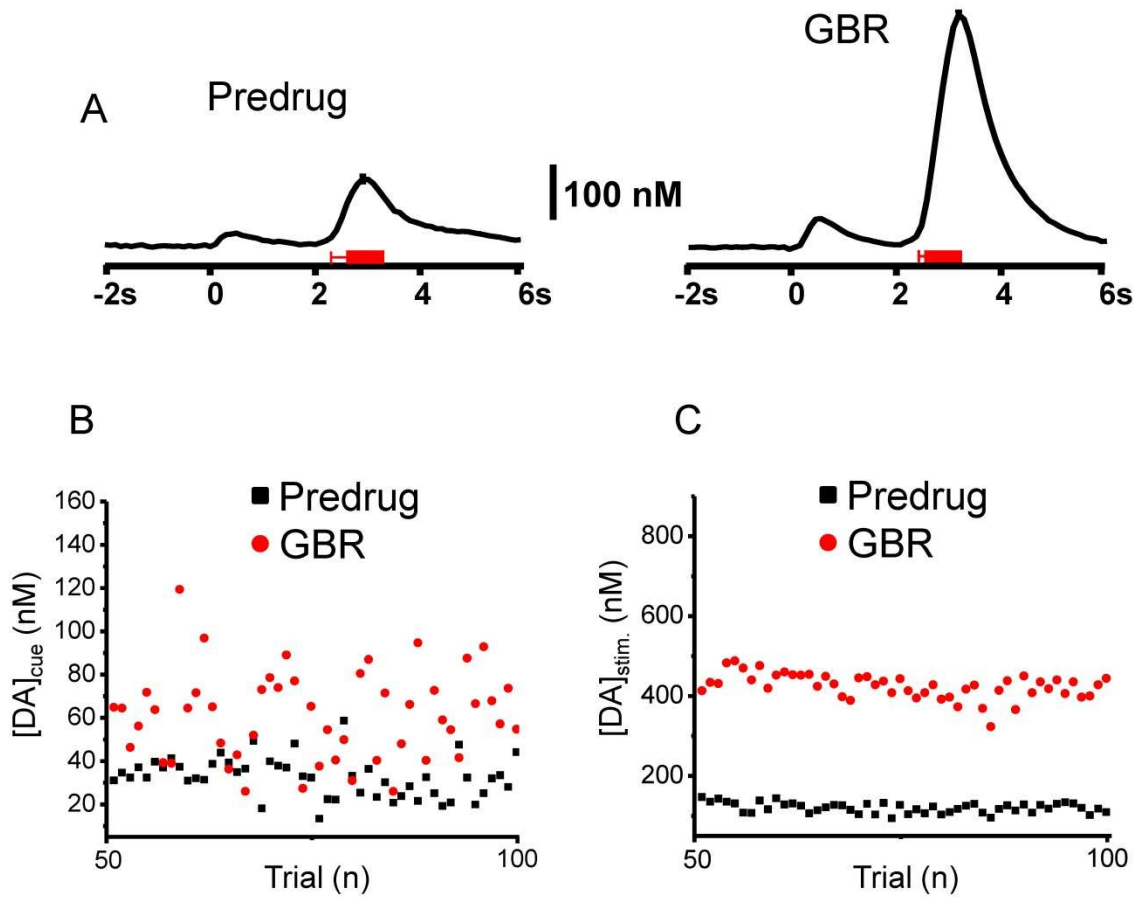 A
Predrug
GBR
100 nM
-2s 0 2 4 6s
-2s 0 2 4 6s
B
Predrug
GBR
[DA]cue (nM)
160
140
120
100
80
60
40
20
50 100
Trial (n)
C
Predrug
GBR
[DA]stim. (nM)
800
600
400
200
50 100
Trial (n)